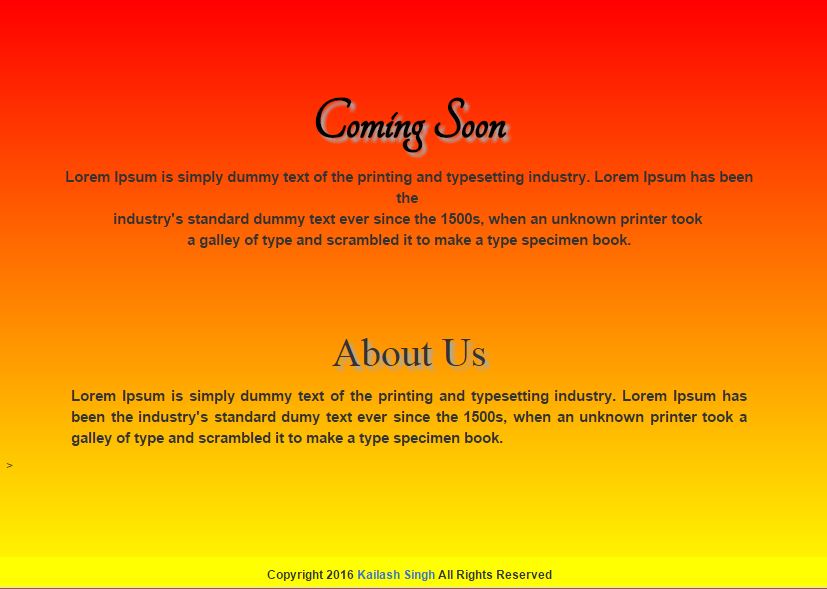 Coming Soon
Lorem Ipsum is simply dummy text of the printing and typesetting industry. Lorem Ipsum has been
the
industry's standard dummy text ever since the 1500s, when an unknown printer took
a galley of type and scrambled it to make a type specimen book.
About Us
Lorem Ipsum is simply dummy text of the printing and typesetting industry. Lorem Ipsum has
been the industry's standard dumy text ever since the 1500s, when an unknown printer took a
galley of type and scrambled it to make a type specimen book.
>
Copyright 2016 Kailash Singh All Rights Reserved